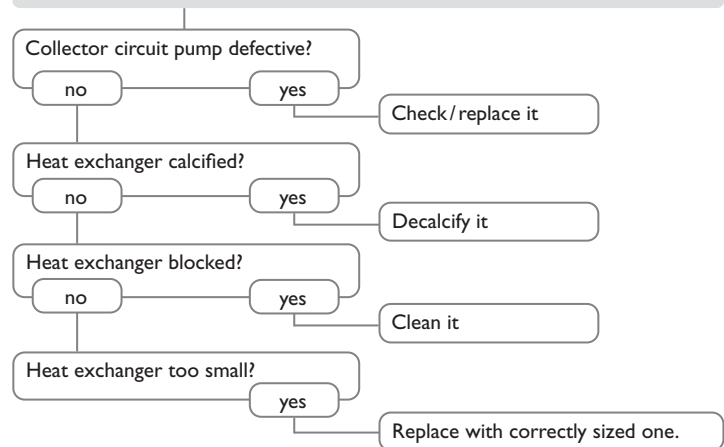 Collector circuit pump defective?
no
yes
Check/replace it
Heat exchanger calcified?
no
yes
Decalcify it
Heat exchanger blocked?
no
yes
Clean it
Heat exchanger too small?
yes
Replace with correctly sized one.